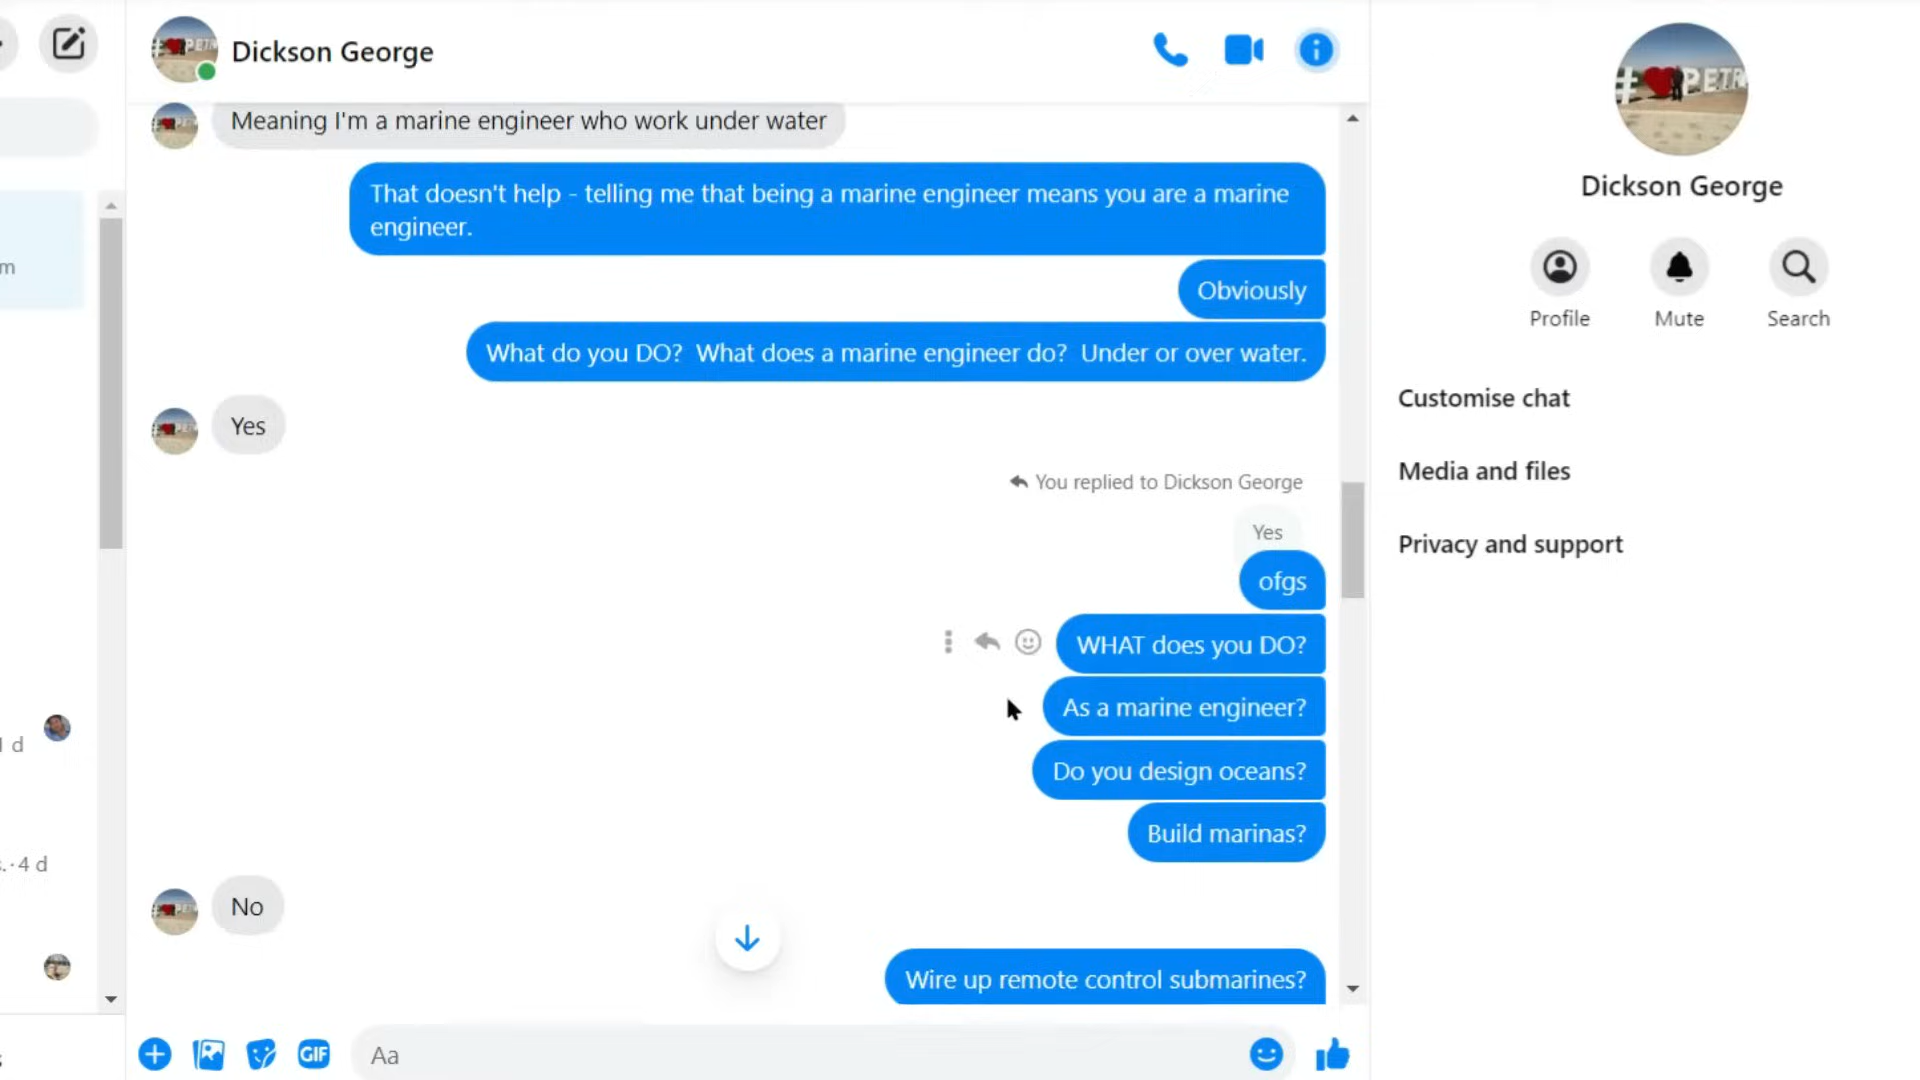 Dickson George
Meaning I'm a marine engineer who work under water
That doesn't help - telling me that being a marine engineer means you are a marine
engineer.
Obviously
What do you DO?  What does a marine engineer do?  Under or over water.
Yes
You replied to Dickson George
Yes
ofgs
WHAT does you DO?
As a marine engineer?
Do you design oceans?
Build marinas?
No
Wire up remote control submarines?
GIF
Aa
m
d
· 4 d
# PETR
Dickson George
Profile
Mute
Search
Customise chat
Media and files
Privacy and support